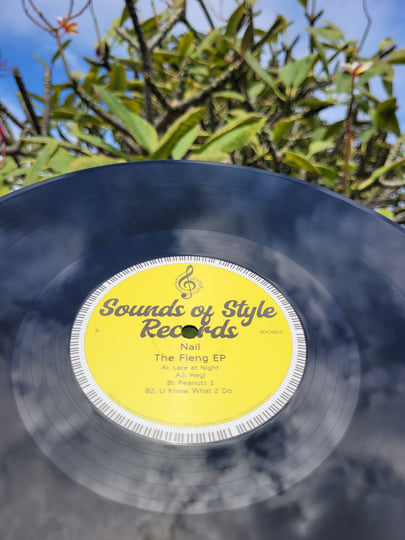 Sounds of Style
Records
Nail
The Fleng EP
A1: Late at Night
A2: Hey!
B1: Peanuts 3
B2: U Know What 2 Do